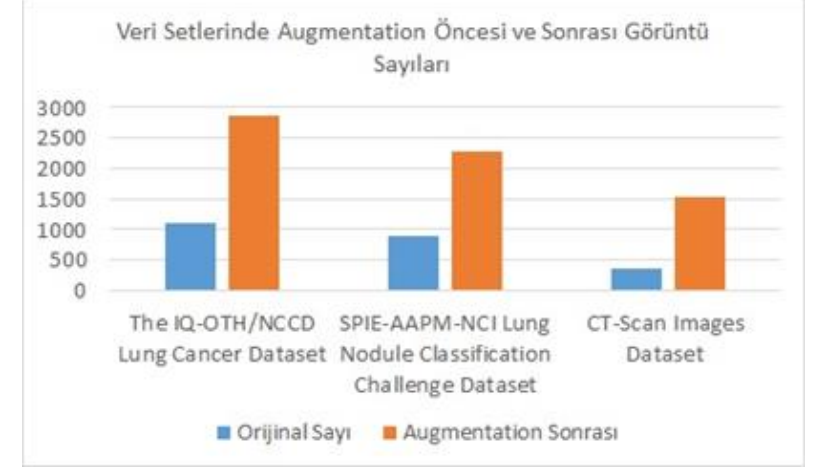 Veri Setlerinde Augmentation Öncesi ve Sonrası Görüntü
Sayıları
3000
2500
2000
1500
1000
500
0
The IQ-OTH/NCCD
Lung Cancer Dataset
SPIE-AAPM-NCI Lung
Nodule Classification
Challenge Dataset
CT-Scan Images
Dataset
Orijinal Sayı
Augmentation Sonrası